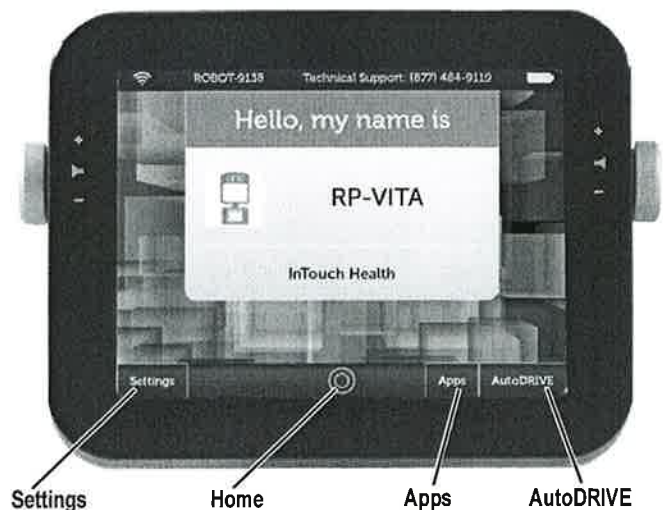 ROBOT-9138 Technical Support: (877) 484-9119
Hello, my name is
RP-VITA
InTouch Health
+ +
- -
Settings Apps AutoDRIVE
Settings Home Apps AutoDRIVE